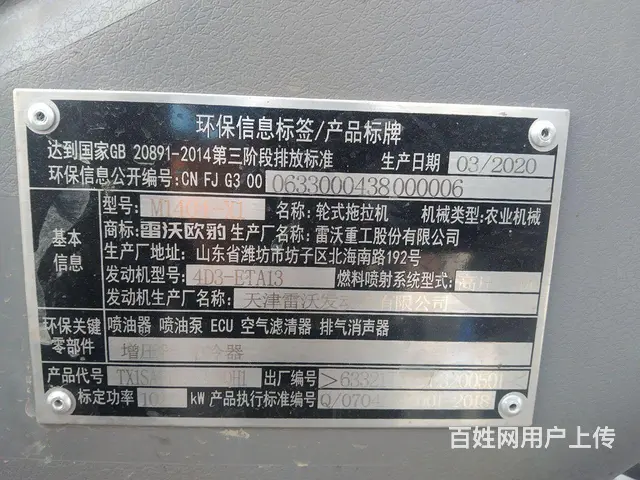 环保信息标签/产品标牌
达到国家GB 20891-2014第三阶段排放标准 生产日期 03/2020
环保信息公开编号:CN FJ G3 00 0633000438000006
基本信息
型号: 名称:轮式拖拉机 机械类型:农业机械
商标:雷沃欧豹 生产厂名称:雷沃重工股份有限公司
生产厂地址:山东省潍坊市坊子区北海南路192号
发动机型号: 4D3-ETA13 燃料喷射系统型式:
发动机生产厂名称: 天津雷沃发 有限公司
环保关键零部件
喷油器 喷油泵 ECU 空气滤清器 排气消声器
增压 冷器
产品代号 出厂编号
标定功率 kW 产品执行标准编号 Q/0704
百姓网用户上传